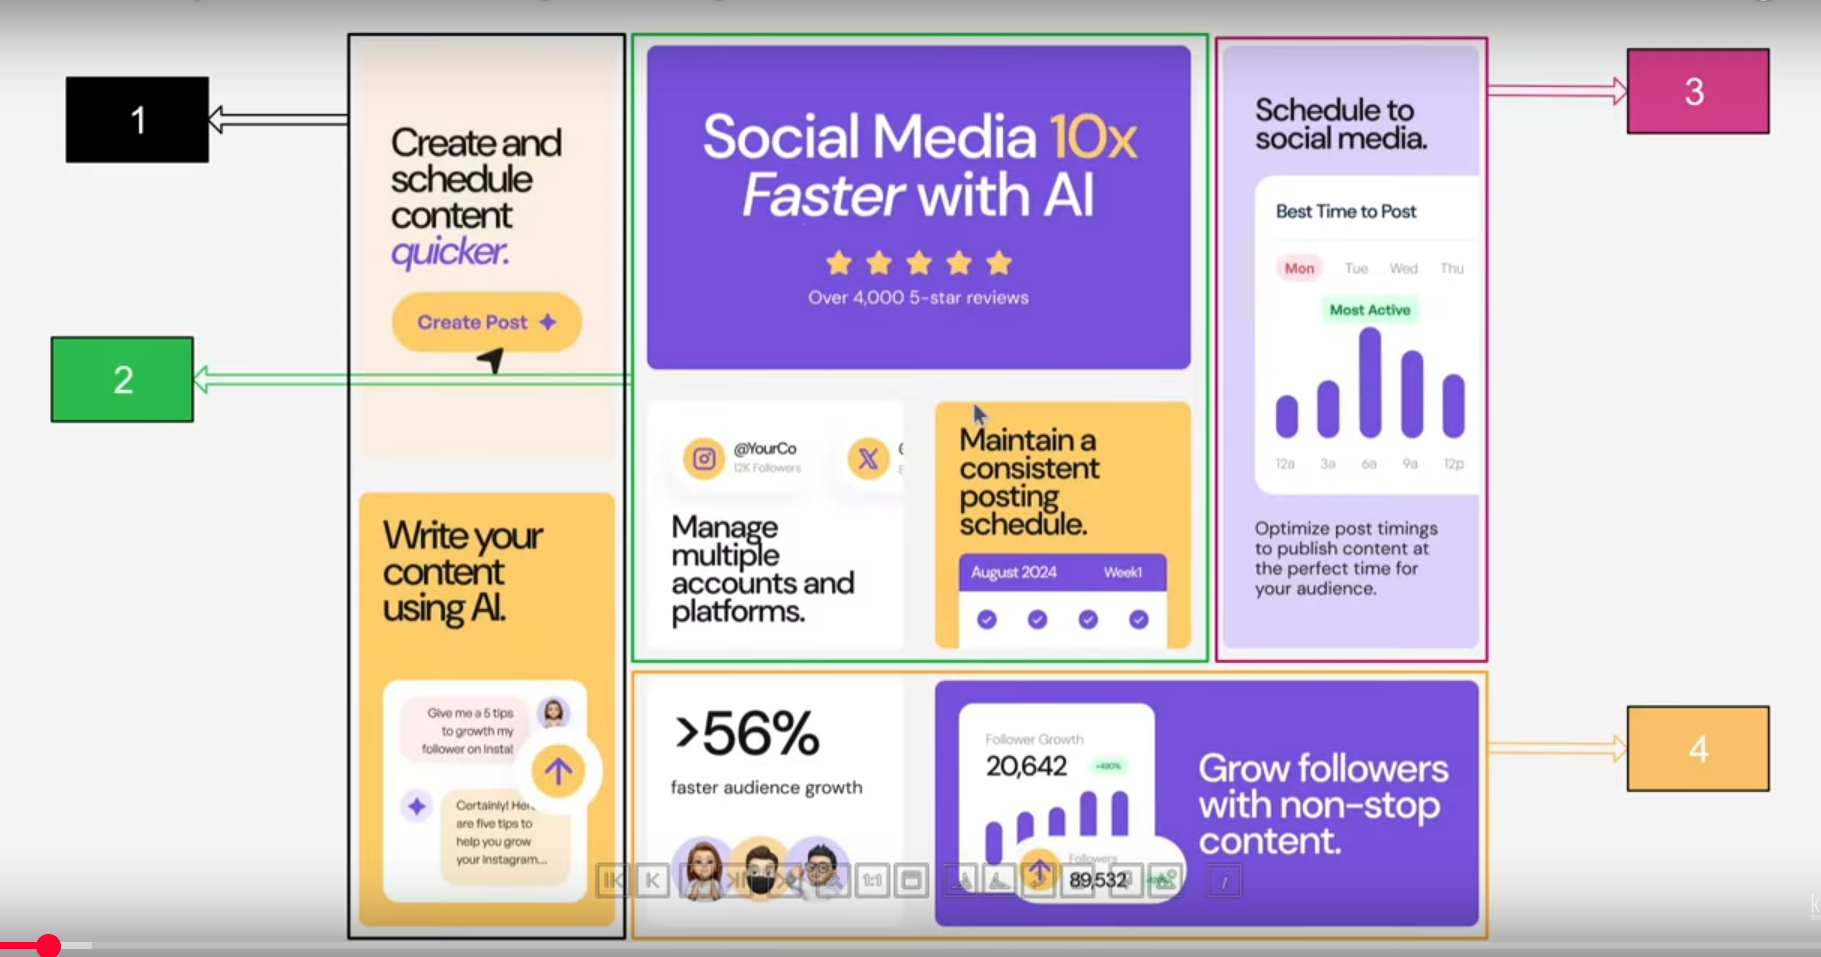 1
Create and
schedule
content
quicker.
Create Post
2
Write your
content
using AI.
Give me a 5 tips
to growth my
follower on Insta!
Certainly!
are five tips to
help you grow
your Instagram...
Social Media 10x
Faster with AI
Over 4,000 5-star reviews
@YourCo
12K Followers
Manage
multiple
accounts and
platforms.
Maintain a
consistent
posting
schedule.
August 2024 Week1
3
Schedule to
social media.
Best Time to Post
Mon Tue Wed Thu
Most Active
12a 3a 6a 9a 12p
Optimize post timings
to publish content at
the perfect time for
your audience.
>56%
faster audience growth
Follower Growth
20,642
Followers
89,532
Grow followers
with non-stop
content.
4
1:1
i